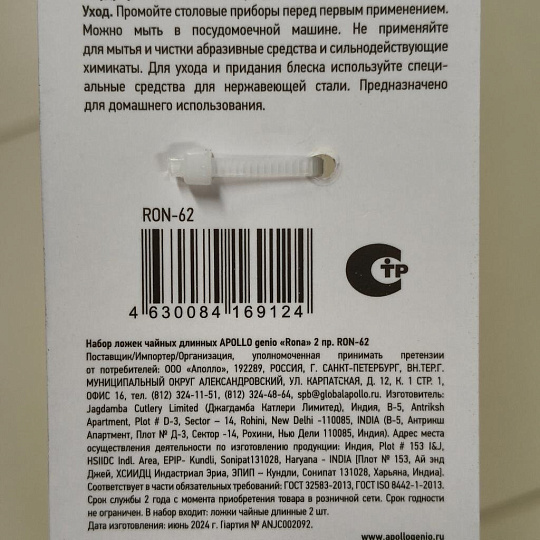 Уход. Промойте столовые приборы перед первым применением.
Можно мыть в посудомоечной машине. Не применяйте
для мытья и чистки абразивные средства и сильнодействующие
химикаты. Для ухода и придания блеска используйте специ-
альные средства для нержавеющей стали. Предназначено
для домашнего использования.
RON-62
СТР
4 630084 169124
Набор ложек чайных длинных APOLLO genio «Rona» 2 пр. RON-62
Поставщик/Импортер/Организация, уполномоченная принимать претензии
от потребителей: ООО «Аполло», 192289, РОССИЯ, Г. САНКТ-ПЕТЕРБУРГ, ВН.ТЕР.Г.
МУНИЦИПАЛЬНЫЙ ОКРУГ АЛЕКСАНДРОВСКИЙ, УЛ. КАРПАТСКАЯ, Д. 12, К. 1 СТР. 1,
ОФИС 16, тел. (812) 324-11-51, (812) 324-48-64, spb@globalapollo.ru. Изготовитель:
Jagdamba Cutlery Limited (Джагдамба Катлери Лимитед), Индия, B-5, Antriksh
Apartment, Plot # D-3, Sector – 14, Rohini, New Delhi -110085, INDIA (B-5, Антрикш
Апартмент, Плот № Д-3, Сектор -14, Рохини, Нью Дели 110085, Индия). Адрес места
осуществления деятельности по изготовлению продукции: Индия, Plot # 153 I&J,
HSIIDC Indl. Area, EPIP- Kundli, Sonipat131028, Haryana - INDIA (Плот № 153, Ай энд
Джей, ХСИИДЦ Индастриал Эриа, ЭПИП – Кундли, Сонипат 131028, Харьяна, Индия).
Соответствует в части обязательных требований: ГОСТ 32583-2013, ГОСТ ISO 8442-1-2013.
Срок службы 2 года с момента приобретения товара в розничной сети. Срок годности
не ограничен. В набор входит: ложки чайные длинные 2 шт.
Дата изготовления: июнь 2024 г. Партия № ANJC002092.
www.apollogenio.ru